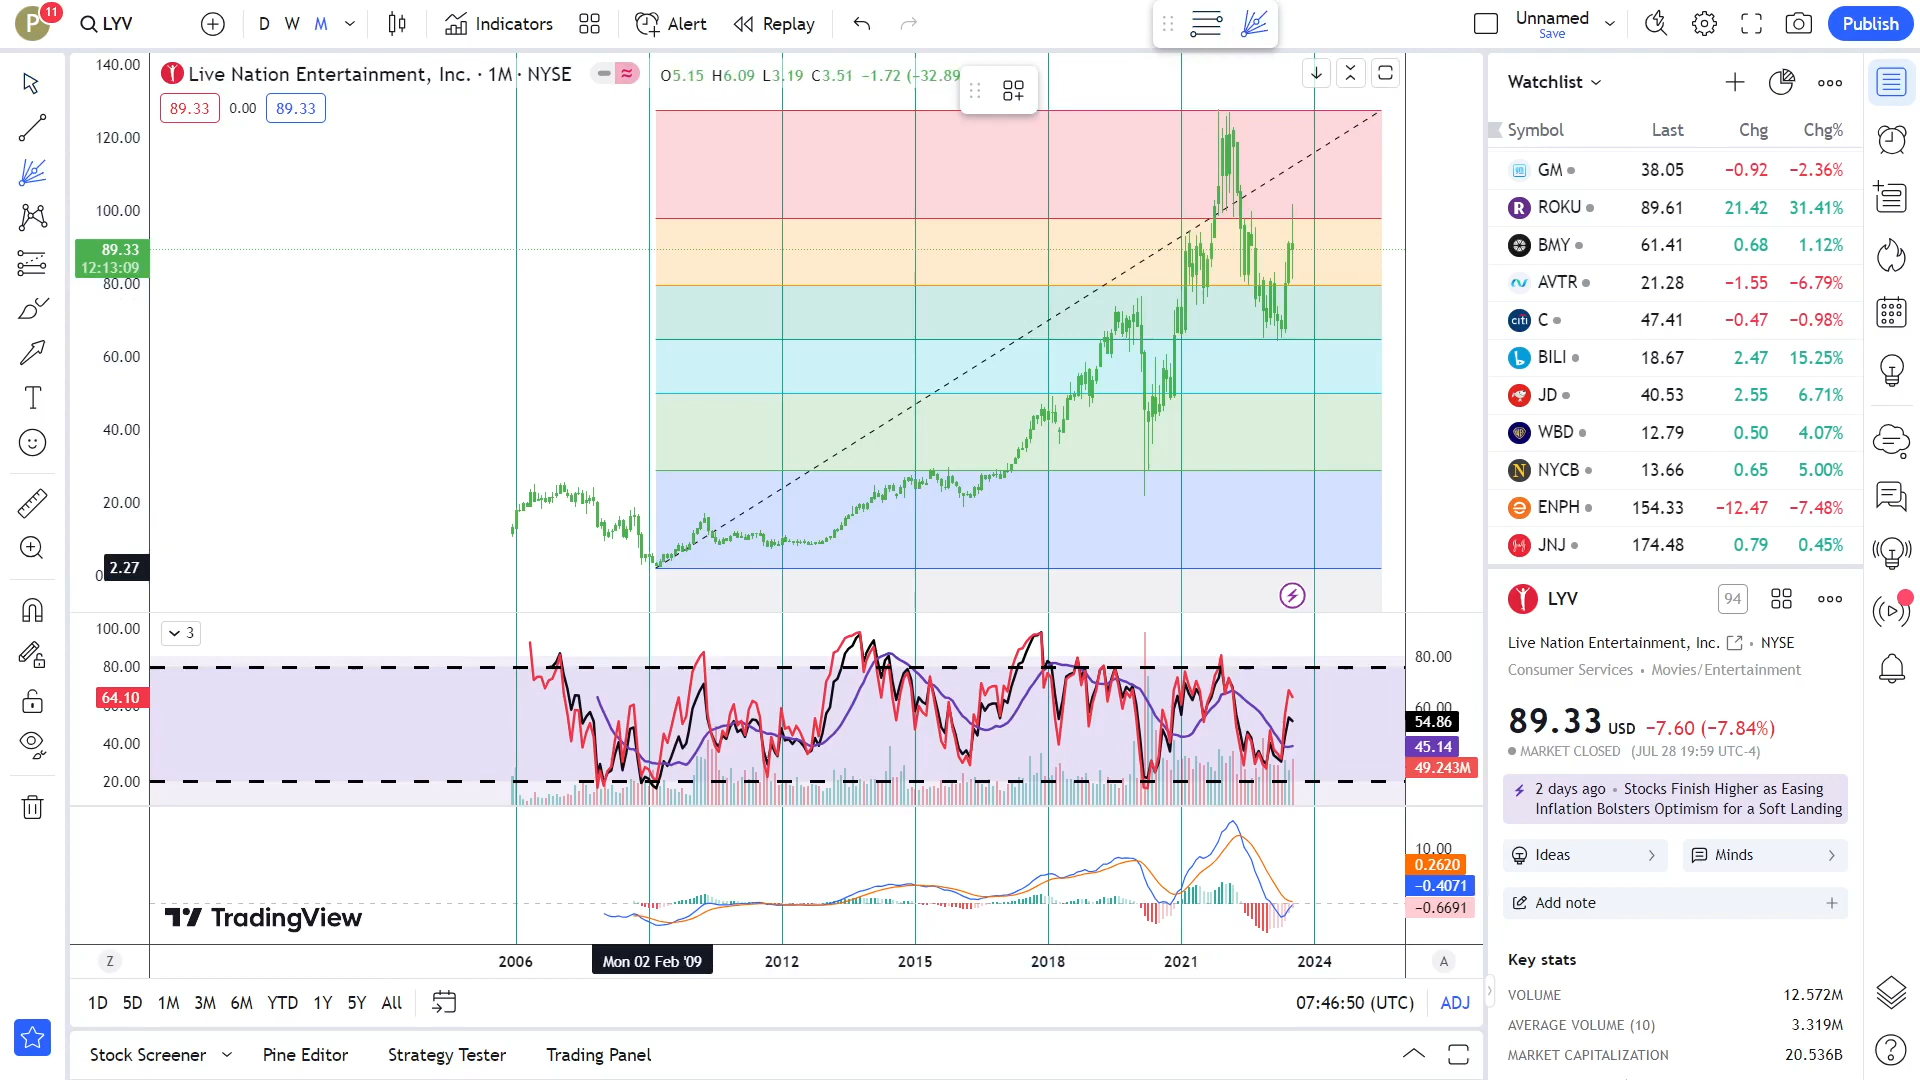 P
11
LYV
D
W
M
Indicators
Alert
Replay
Unnamed
Save
Publish
Live Nation Entertainment, Inc. · 1M · NYSE
O5.15 H6.09 L3.19 C3.51 −1.72 (−32.89
89.33
0.00
89.33
140.00
120.00
100.00
89.33
12:13:09
80.00
60.00
40.00
20.00
0
2.27
100.00
80.00
64.10
40.00
20.00
3
80.00
60.00
54.86
45.14
49.243M
10.00
0.2620
−0.4071
−0.6691
TradingView
Z
2006
Mon 02 Feb '09
2012
2015
2018
2021
2024
A
1D 5D 1M 3M 6M YTD 1Y 5Y All
07:46:50 (UTC)
ADJ
Stock Screener
Pine Editor
Strategy Tester
Trading Panel
Watchlist
Symbol Last Chg Chg%
GM 38.05 −0.92 −2.36%
ROKU 89.61 21.42 31.41%
BMY 61.41 0.68 1.12%
AVTR 21.28 −1.55 −6.79%
citi C 47.41 −0.47 −0.98%
BILI 18.67 2.47 15.25%
JD 40.53 2.55 6.71%
WBD 12.79 0.50 4.07%
NYCB 13.66 0.65 5.00%
ENPH 154.33 −12.47 −7.48%
JNJ 174.48 0.79 0.45%
LYV
94
Live Nation Entertainment, Inc. • NYSE
Consumer Services • Movies/Entertainment
89.33 USD −7.60 (−7.84%)
MARKET CLOSED (JUL 28 19:59 UTC-4)
2 days ago • Stocks Finish Higher as Easing
Inflation Bolsters Optimism for a Soft Landing
Ideas
Minds
Add note
Key stats
VOLUME 12.572M
AVERAGE VOLUME (10) 3.319M
MARKET CAPITALIZATION 20.536B